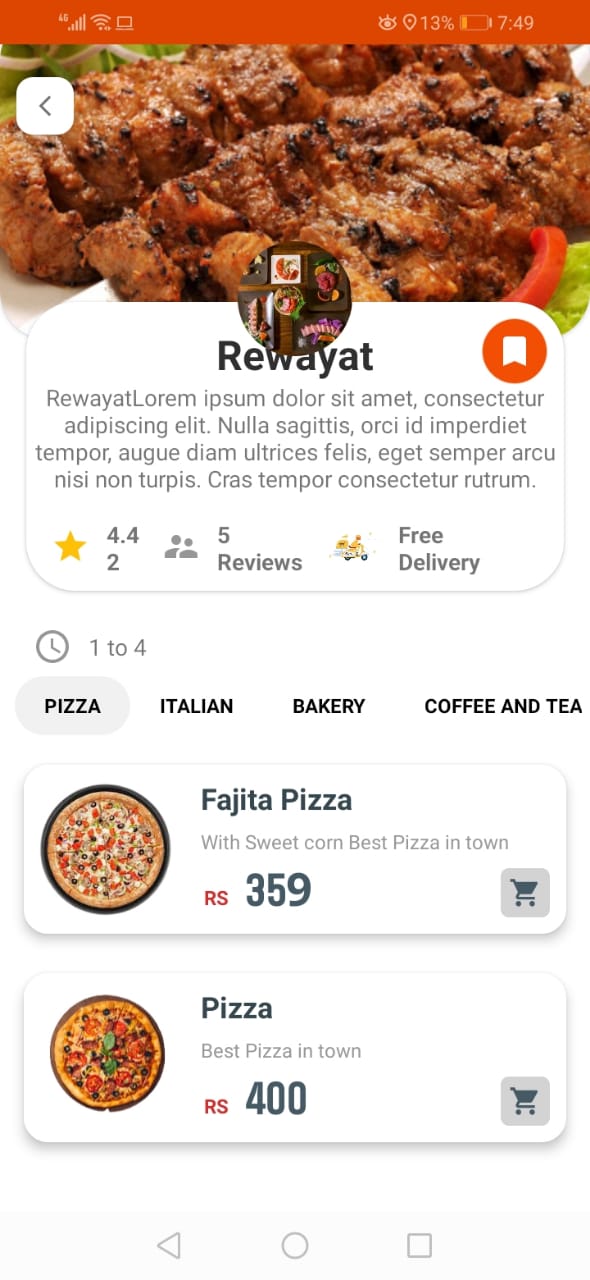 4G 13% 7:49
Rewayat
RewayatLorem ipsum dolor sit amet, consectetur
adipiscing elit. Nulla sagittis, orci id imperdiet
tempor, augue diam ultrices felis, eget semper arcu
nisi non turpis. Cras tempor consectetur rutrum.
4.4 5 Free
2 Reviews Delivery
1 to 4
PIZZA ITALIAN BAKERY COFFEE AND TEA
Fajita Pizza
With Sweet corn Best Pizza in town
RS 359
Pizza
Best Pizza in town
RS 400